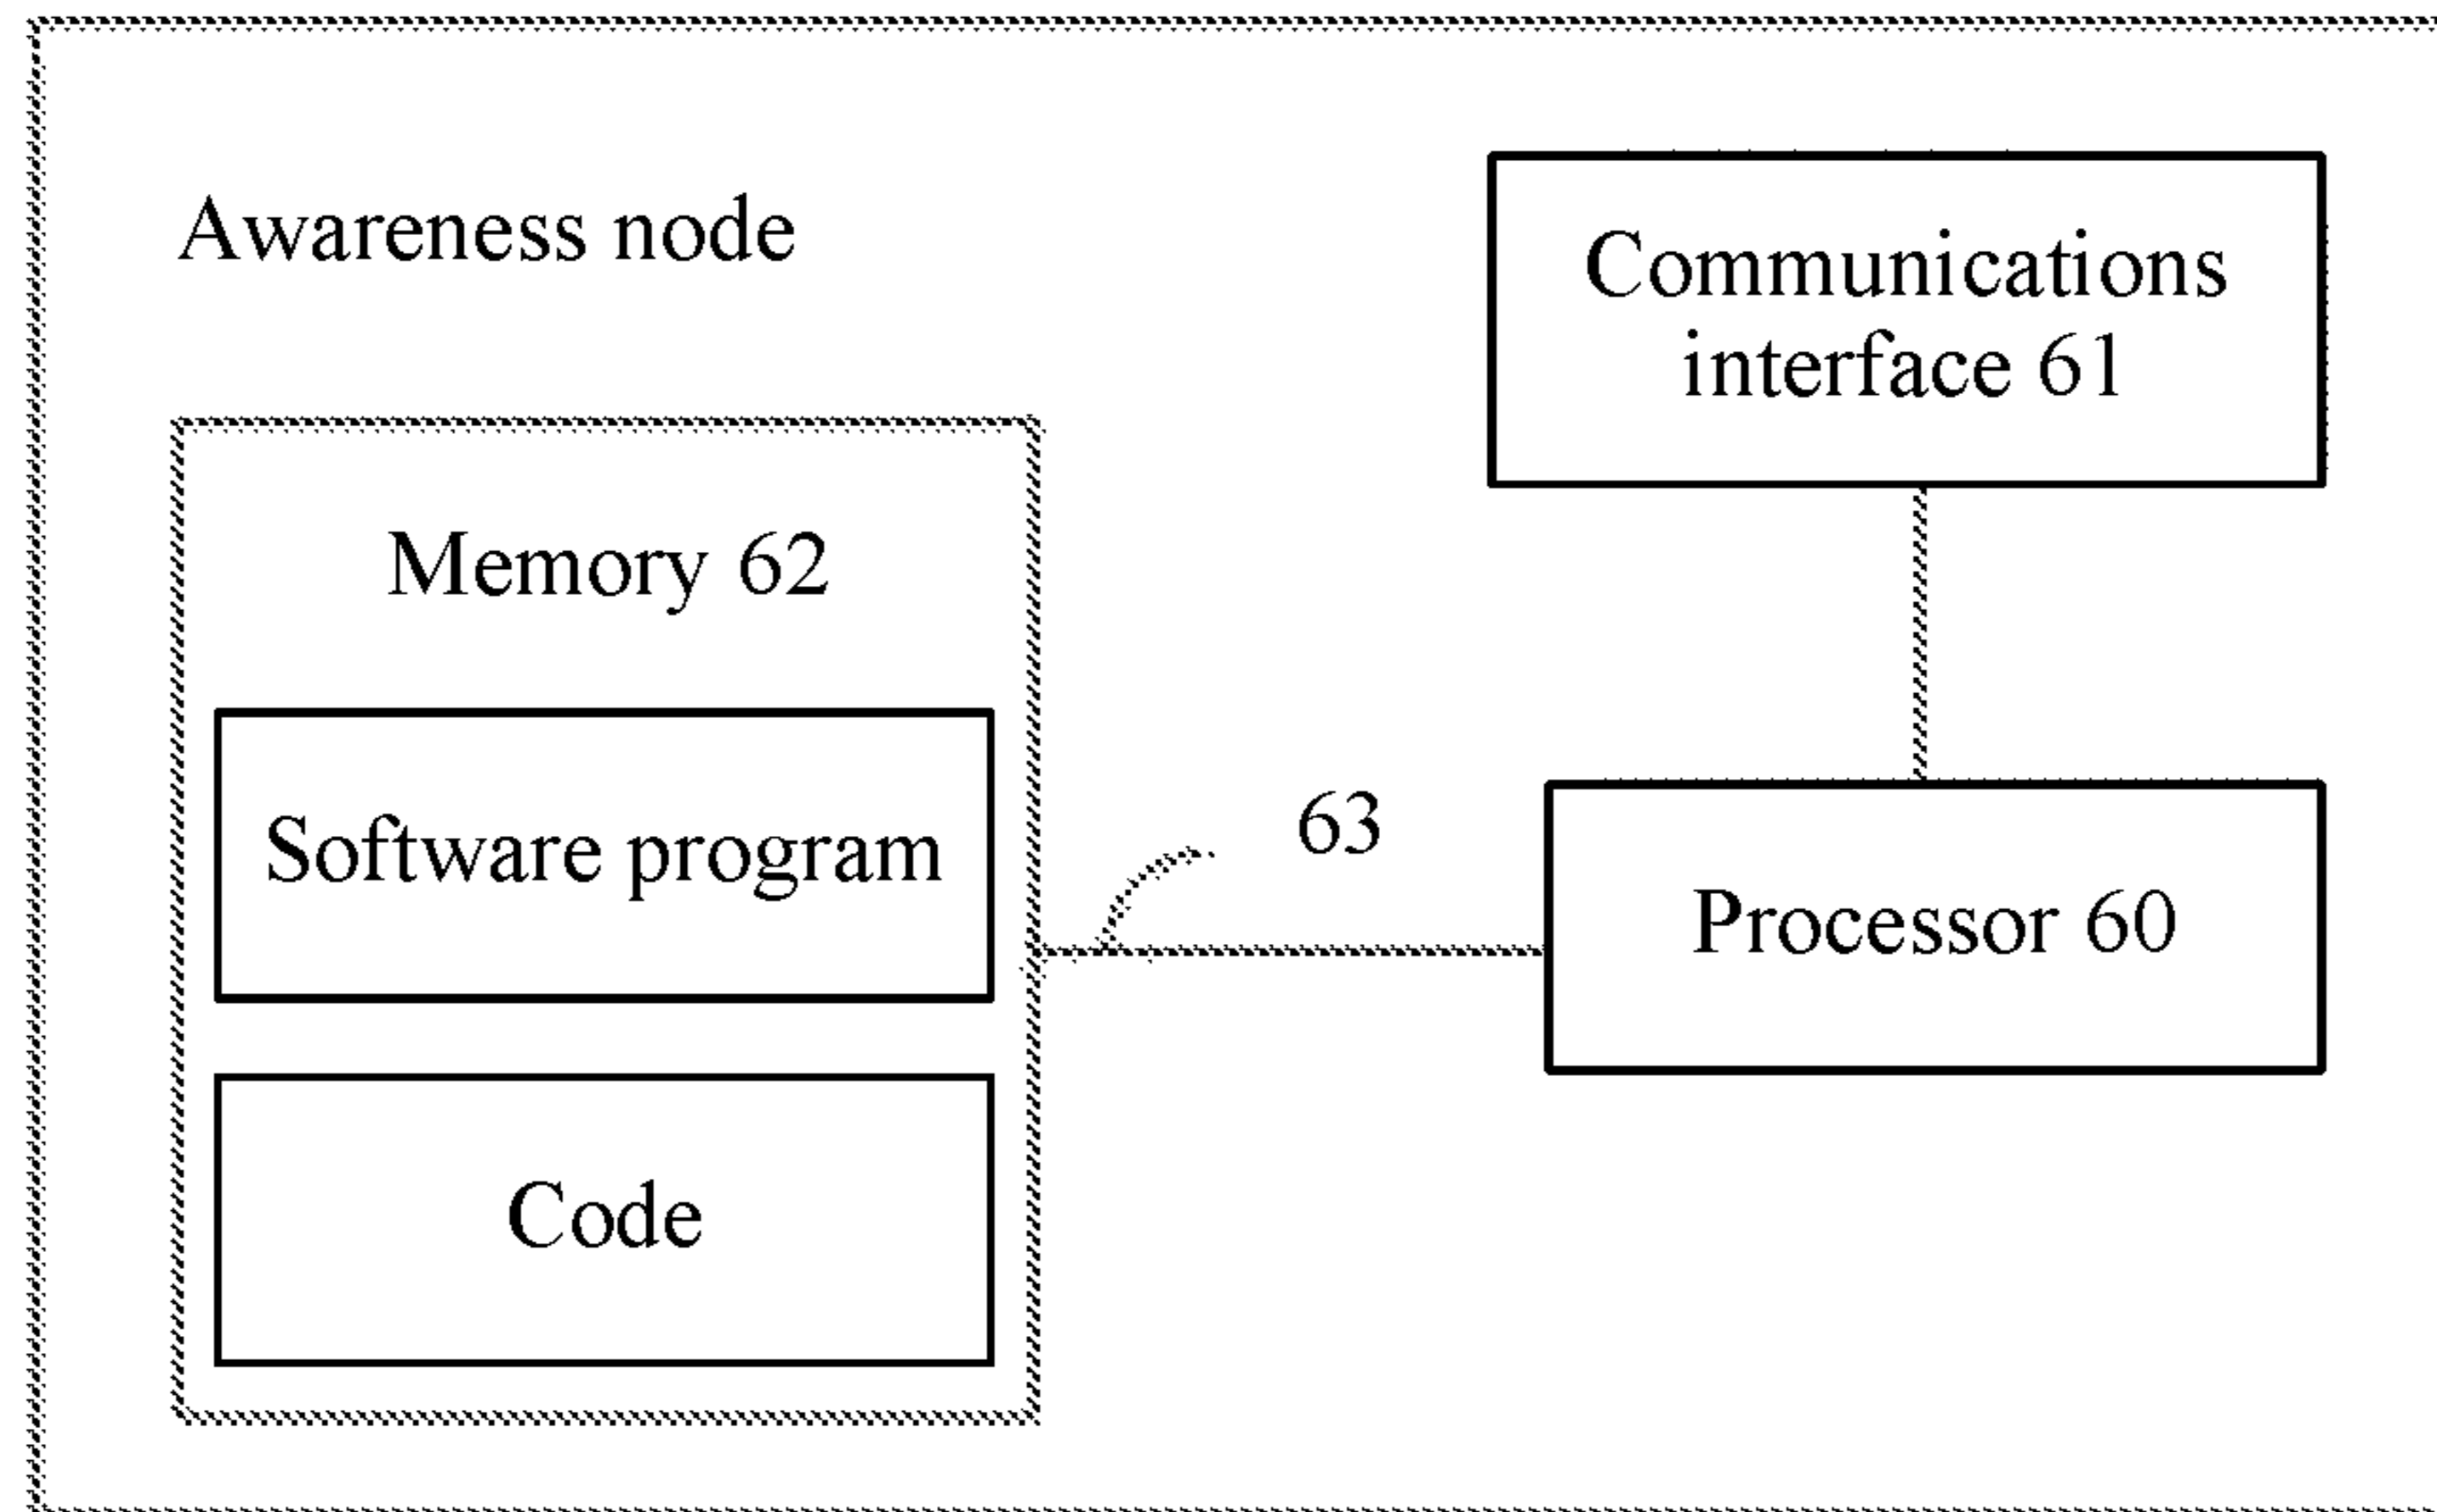 Awareness node
Communications
interface 61
Memory 62
Software program
63
Processor 60
Code